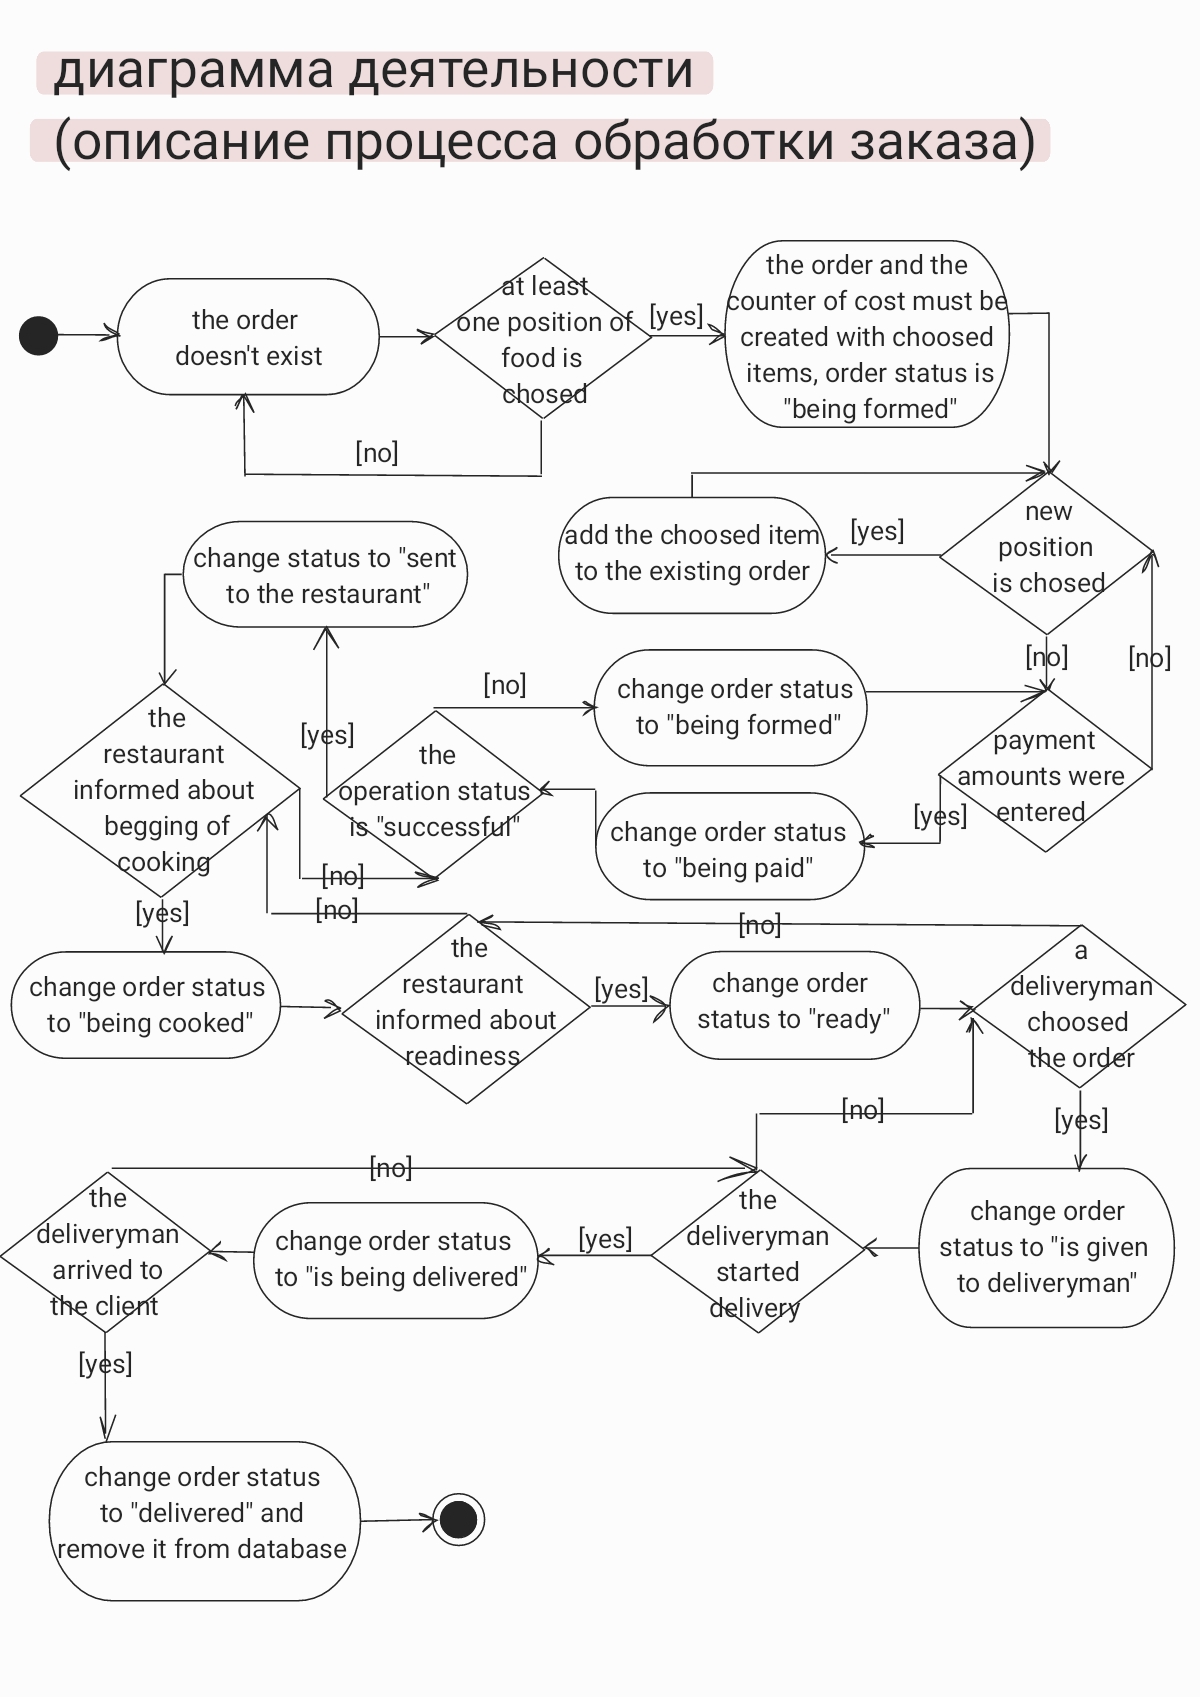 диаграмма деятельности
(описание процесса обработки заказа)
the order
doesn't exist
at least
one position of
food is
chosed
[yes]
the order and the
counter of cost must be
created with choosed
items, order status is
"being formed"
[no]
new
position
is chosed
[yes]
add the choosed item
to the existing order
change status to "sent
to the restaurant"
[no]
[no]
change order status
to "being formed"
[no]
payment
amounts were
entered
[yes]
change order status
to "being paid"
the
operation status
is "successful"
[yes]
the
restaurant
informed about
begging of
cooking
[no]
[no]
[yes]
change order status
to "being cooked"
the
restaurant
informed about
readiness
[yes]
change order
status to "ready"
[no]
a
deliveryman
choosed
the order
[no]
[yes]
change order
status to "is given
to deliveryman"
the
deliveryman
started
delivery
[yes]
change order status
to "is being delivered"
[no]
the
deliveryman
arrived to
the client
[yes]
change order status
to "delivered" and
remove it from database